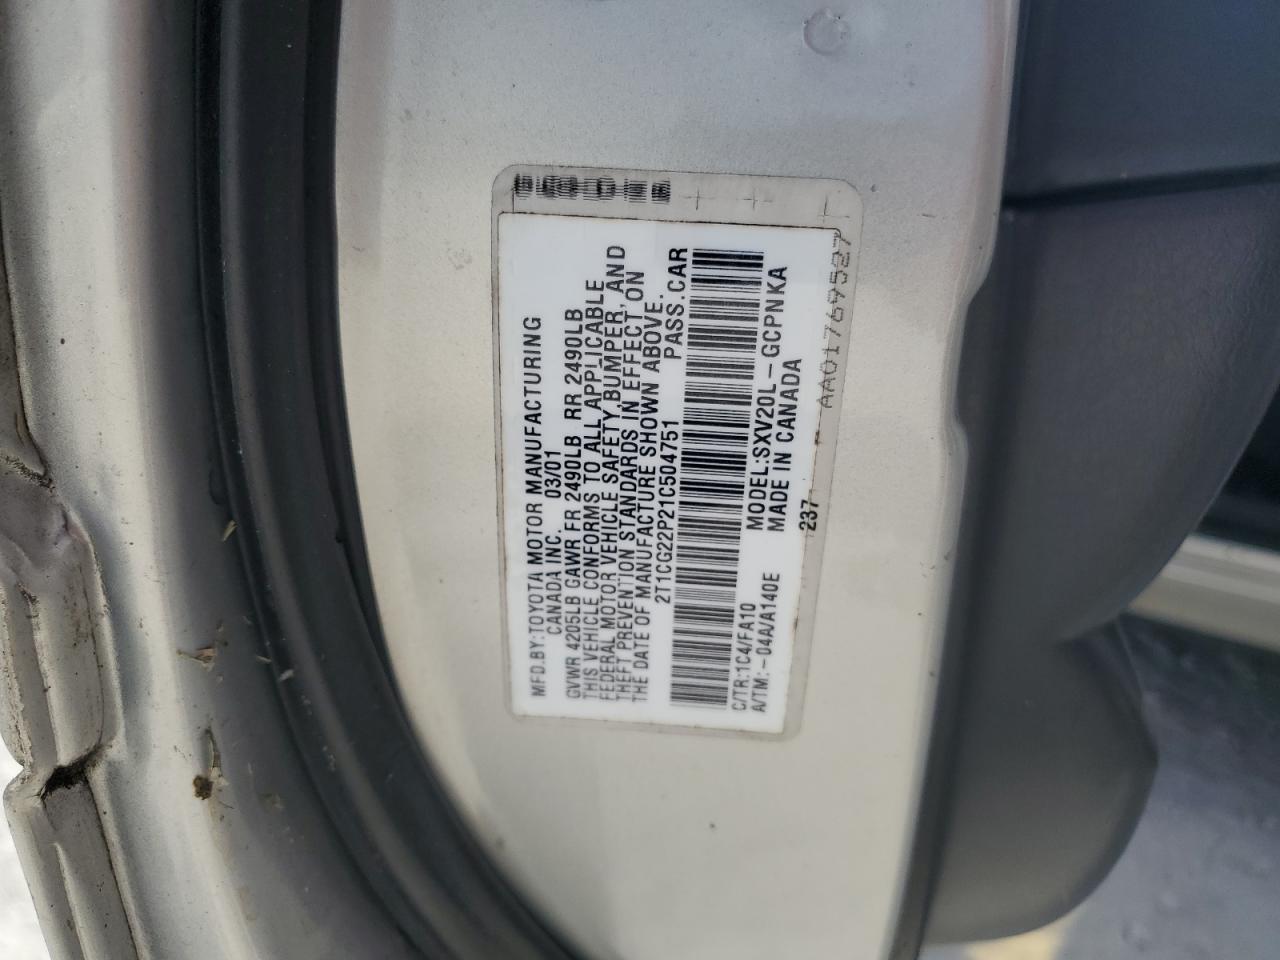 MFD.BY:TOYOTA MOTOR MANUFACTURING
CANADA INC. 03/01
GVWR 4205LB GAWR FR 2490LB RR 2490LB
THIS VEHICLE CONFORMS TO ALL APPLICABLE
FEDERAL MOTOR VEHICLE SAFETY,BUMPER, AND
THEFT PREVENTION STANDARDS IN EFFECT ON
THE DATE OF MANUFACTURE SHOWN ABOVE.
2T1CG22P21C504751 PASS.CAR
C/TR:1C4/FA10 MODEL:SXV20L-GCPNKA
A/TM:-04A/A140E MADE IN CANADA
237
AA01769527